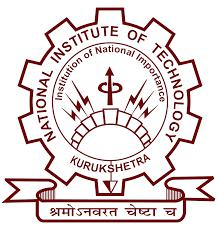 NATIONAL INSTITUTE OF TECHNOLOGY
Institution of National Importance
KURUKSHETRA
श्रमोऽनवरत चेष्टा च